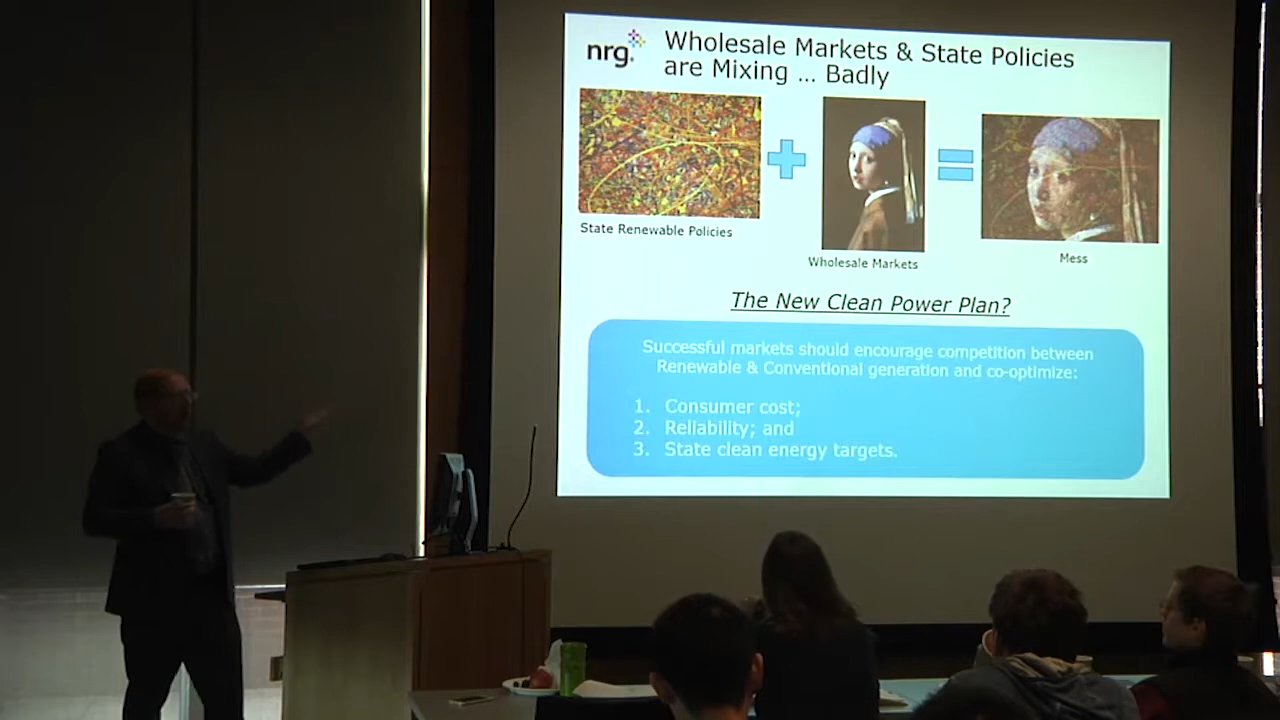 nrg
Wholesale Markets & State Policies
are Mixing ... Badly
State Renewable Policies
Wholesale Markets
Mess
The New Clean Power Plan?
Successful markets should encourage competition between
Renewable & Conventional generation and co-optimize:
1. Consumer cost;
2. Reliability; and
3. State clean energy targets.